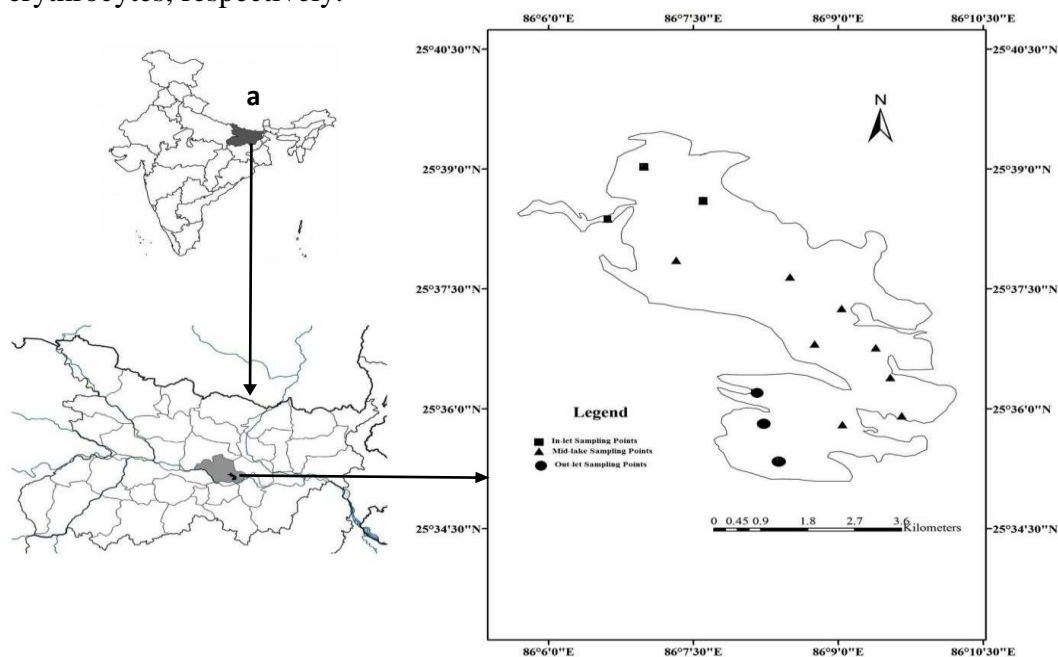 erythrocytes, respectively.
a
86°6'0"E 86°7'30"E 86°9'0"E 86°10'30"E
25°40'30"N 25°40'30"N
N
25°39'0"N 25°39'0"N
25°37'30"N 25°37'30"N
25°36'0"N 25°36'0"N
Legend
In-let Sampling Points
Mid-lake Sampling Points
Out-let Sampling Points
0 0.45 0.9 1.8 2.7 3.6
Kilometers
25°34'30"N 25°34'30"N
86°6'0"E 86°7'30"E 86°9'0"E 86°10'30"E